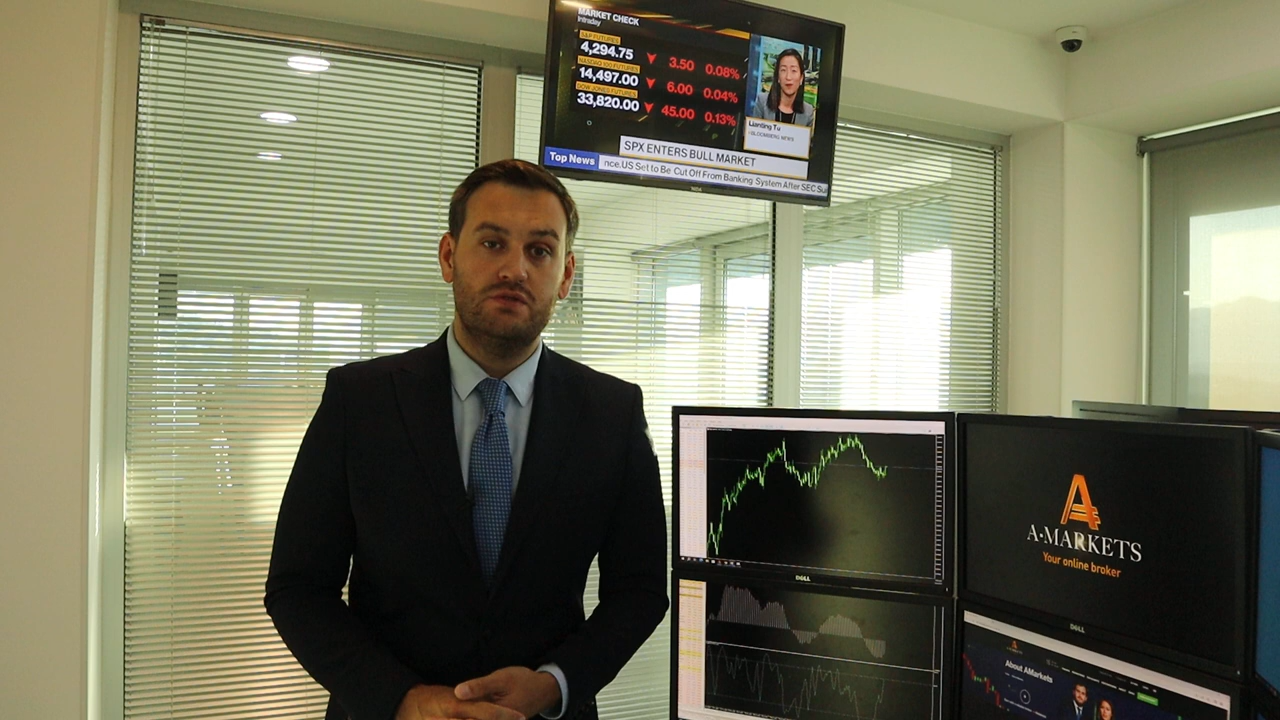 MARKET CHECK
Intraday
S&P FUTURES
4,294.75 3.50 0.08%
NASDAQ 100 FUTURES
14,497.00 6.00 0.04%
DOW JONES FUTURES
33,820.00 45.00 0.13%
Lianting Tu
BLOOMBERG NEWS
SPX ENTERS BULL MARKET
Top News nce.US Set to Be Cut Off From Banking System After SEC Su
DELL
A·MARKETS
Your online broker
DELL
About AMarkets